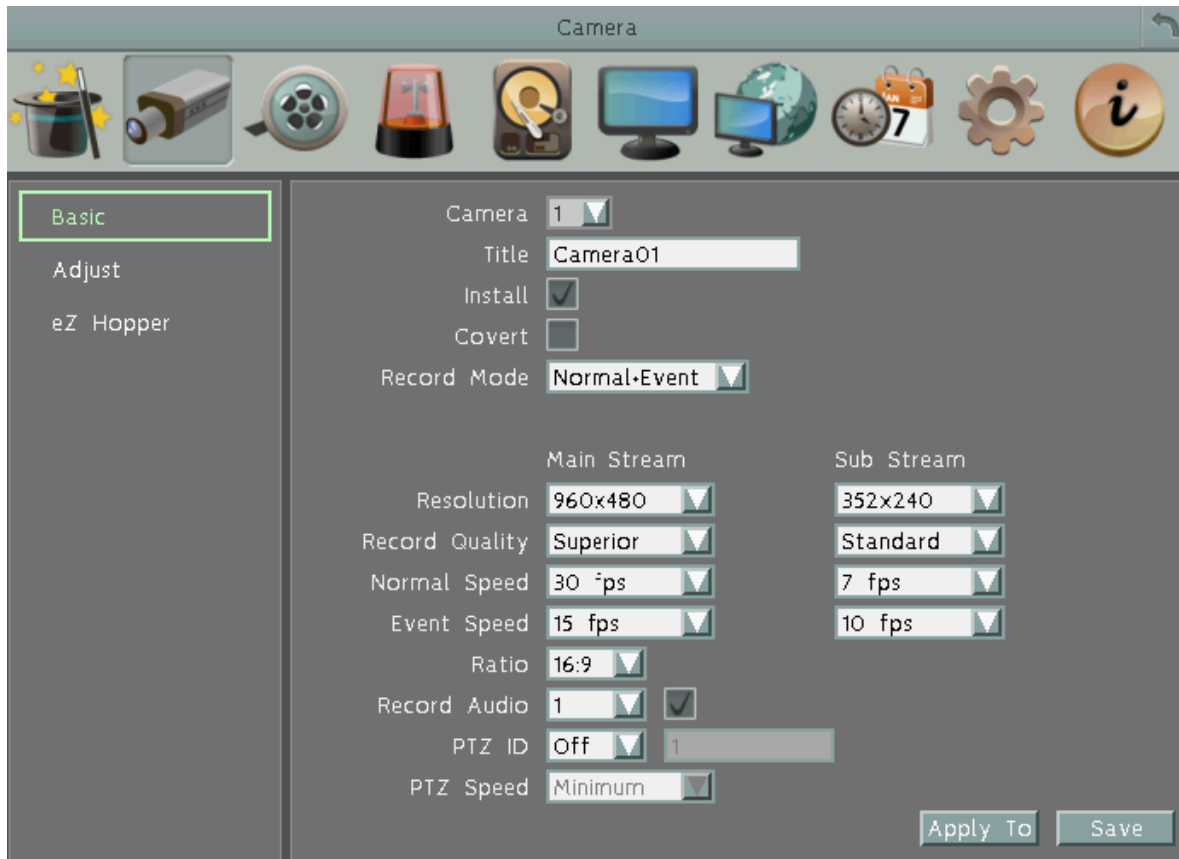 Camera
JAN
7
i
Basic
Adjust
eZ Hopper
Camera 1
Title Camera01
Install
Covert
Record Mode Normal+Event
Main Stream Sub Stream
Resolution 960x480 352x240
Record Quality Superior Standard
Normal Speed 30 fps 7 fps
Event Speed 15 fps 10 fps
Ratio 16:9
Record Audio 1
PTZ ID Off 1
PTZ Speed Minimum
Apply To Save